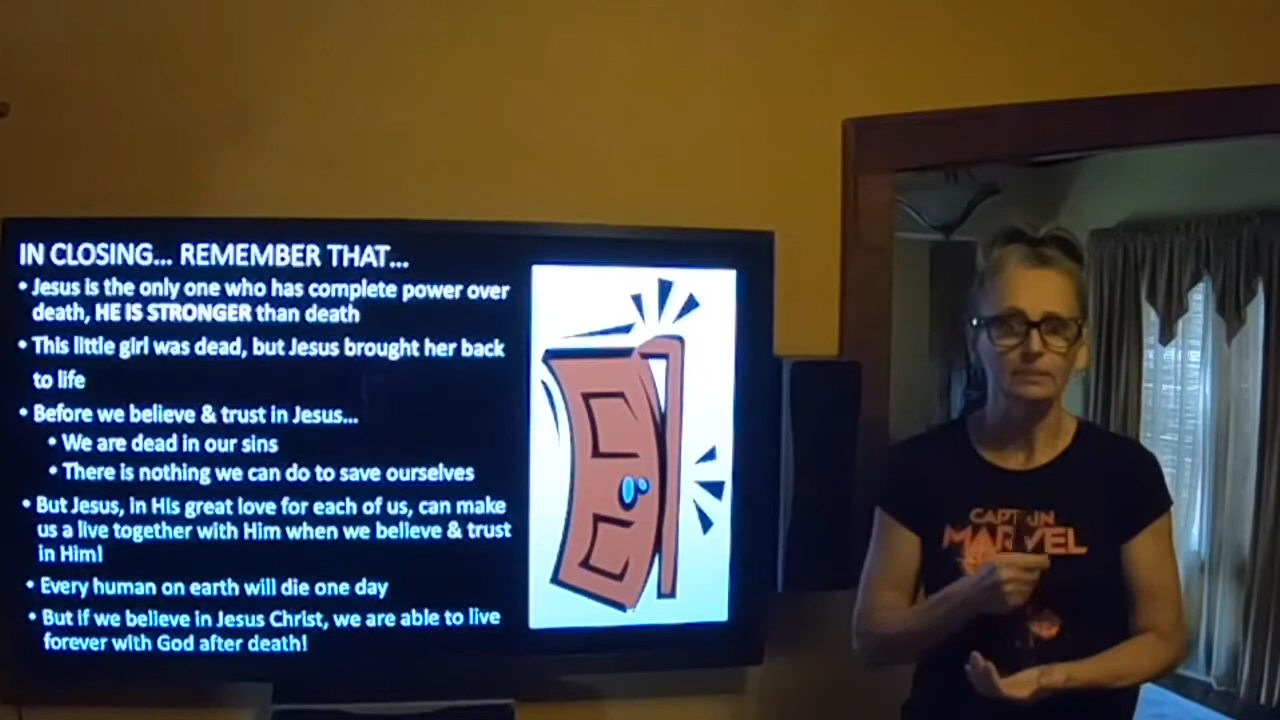 IN CLOSING... REMEMBER THAT...
• Jesus is the only one who has complete power over
death, HE IS STRONGER than death
• This little girl was dead, but Jesus brought her back
to life
• Before we believe & trust in Jesus...
• We are dead in our sins
• There is nothing we can do to save ourselves
• But Jesus, in His great love for each of us, can make
us a live together with Him when we believe & trust
in Him!
• Every human on earth will die one day
• But if we believe in Jesus Christ, we are able to live
forever with God after death!
CAPTAIN
MARVEL